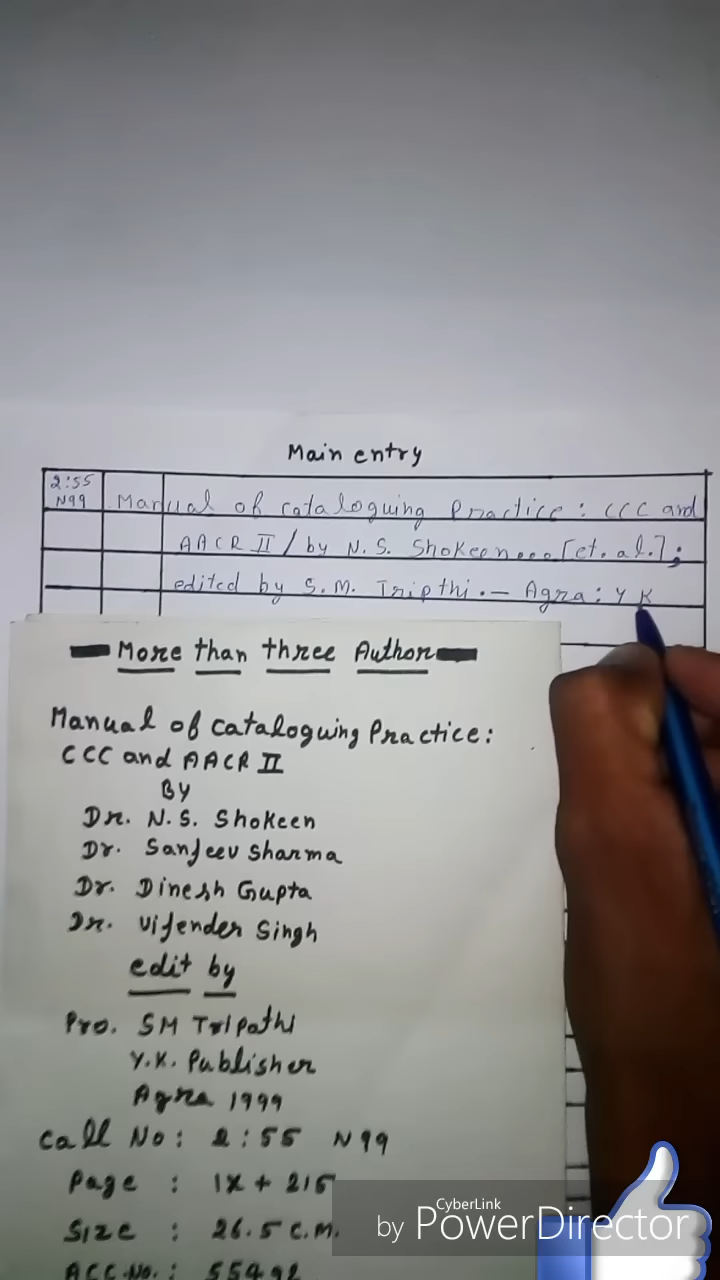 Main entry
2:55
N99
Manual of cataloguing Practice: CCC and
AACR II / by N. S. Shokeen... [et. al.];
edited by S. M. Tripthi. — Agra: Y K
More than three Author
Manual of Cataloguing Practice:
CCC and AACR II
By
Dr. N. S. Shokeen
Dr. Sanjeev Sharma
Dr. Dinesh Gupta
Dr. Vijender Singh
edit by
Pro. SM Tripathi
Y.K. Publisher
Agra 1999
Call No: 2:55 N99
Page : IX + 215
Size : 26.5 C.M.
ACC.No.: 55492
CyberLink
by PowerDirector